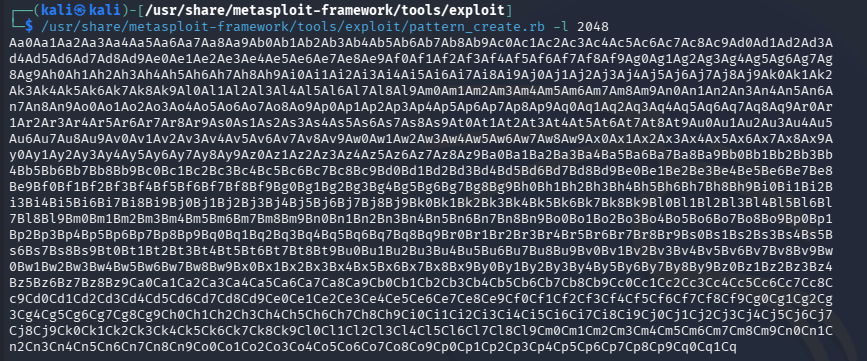 ┌──(kali㉿kali)-[/usr/share/metasploit-framework/tools/exploit]
└─$ /usr/share/metasploit-framework/tools/exploit/pattern_create.rb -l 2048
Aa0Aa1Aa2Aa3Aa4Aa5Aa6Aa7Aa8Aa9Ab0Ab1Ab2Ab3Ab4Ab5Ab6Ab7Ab8Ab9Ac0Ac1Ac2Ac3Ac4Ac5Ac6Ac7Ac8Ac9Ad0Ad1Ad2Ad3A
d4Ad5Ad6Ad7Ad8Ad9Ae0Ae1Ae2Ae3Ae4Ae5Ae6Ae7Ae8Ae9Af0Af1Af2Af3Af4Af5Af6Af7Af8Af9Ag0Ag1Ag2Ag3Ag4Ag5Ag6Ag7Ag
8Ag9Ah0Ah1Ah2Ah3Ah4Ah5Ah6Ah7Ah8Ah9Ai0Ai1Ai2Ai3Ai4Ai5Ai6Ai7Ai8Ai9Aj0Aj1Aj2Aj3Aj4Aj5Aj6Aj7Aj8Aj9Ak0Ak1Ak2
Ak3Ak4Ak5Ak6Ak7Ak8Ak9Al0Al1Al2Al3Al4Al5Al6Al7Al8Al9Am0Am1Am2Am3Am4Am5Am6Am7Am8Am9An0An1An2An3An4An5An6A
n7An8An9Ao0Ao1Ao2Ao3Ao4Ao5Ao6Ao7Ao8Ao9Ap0Ap1Ap2Ap3Ap4Ap5Ap6Ap7Ap8Ap9Aq0Aq1Aq2Aq3Aq4Aq5Aq6Aq7Aq8Aq9Ar0Ar
1Ar2Ar3Ar4Ar5Ar6Ar7Ar8Ar9As0As1As2As3As4As5As6As7As8As9At0At1At2At3At4At5At6At7At8At9Au0Au1Au2Au3Au4Au5
Au6Au7Au8Au9Av0Av1Av2Av3Av4Av5Av6Av7Av8Av9Aw0Aw1Aw2Aw3Aw4Aw5Aw6Aw7Aw8Aw9Ax0Ax1Ax2Ax3Ax4Ax5Ax6Ax7Ax8Ax9A
y0Ay1Ay2Ay3Ay4Ay5Ay6Ay7Ay8Ay9Az0Az1Az2Az3Az4Az5Az6Az7Az8Az9Ba0Ba1Ba2Ba3Ba4Ba5Ba6Ba7Ba8Ba9Bb0Bb1Bb2Bb3Bb
4Bb5Bb6Bb7Bb8Bb9Bc0Bc1Bc2Bc3Bc4Bc5Bc6Bc7Bc8Bc9Bd0Bd1Bd2Bd3Bd4Bd5Bd6Bd7Bd8Bd9Be0Be1Be2Be3Be4Be5Be6Be7Be8
Be9Bf0Bf1Bf2Bf3Bf4Bf5Bf6Bf7Bf8Bf9Bg0Bg1Bg2Bg3Bg4Bg5Bg6Bg7Bg8Bg9Bh0Bh1Bh2Bh3Bh4Bh5Bh6Bh7Bh8Bh9Bi0Bi1Bi2B
i3Bi4Bi5Bi6Bi7Bi8Bi9Bj0Bj1Bj2Bj3Bj4Bj5Bj6Bj7Bj8Bj9Bk0Bk1Bk2Bk3Bk4Bk5Bk6Bk7Bk8Bk9Bl0Bl1Bl2Bl3Bl4Bl5Bl6Bl
7Bl8Bl9Bm0Bm1Bm2Bm3Bm4Bm5Bm6Bm7Bm8Bm9Bn0Bn1Bn2Bn3Bn4Bn5Bn6Bn7Bn8Bn9Bo0Bo1Bo2Bo3Bo4Bo5Bo6Bo7Bo8Bo9Bp0Bp1
Bp2Bp3Bp4Bp5Bp6Bp7Bp8Bp9Bq0Bq1Bq2Bq3Bq4Bq5Bq6Bq7Bq8Bq9Br0Br1Br2Br3Br4Br5Br6Br7Br8Br9Bs0Bs1Bs2Bs3Bs4Bs5B
s6Bs7Bs8Bs9Bt0Bt1Bt2Bt3Bt4Bt5Bt6Bt7Bt8Bt9Bu0Bu1Bu2Bu3Bu4Bu5Bu6Bu7Bu8Bu9Bv0Bv1Bv2Bv3Bv4Bv5Bv6Bv7Bv8Bv9Bw
0Bw1Bw2Bw3Bw4Bw5Bw6Bw7Bw8Bw9Bx0Bx1Bx2Bx3Bx4Bx5Bx6Bx7Bx8Bx9By0By1By2By3By4By5By6By7By8By9Bz0Bz1Bz2Bz3Bz4
Bz5Bz6Bz7Bz8Bz9Ca0Ca1Ca2Ca3Ca4Ca5Ca6Ca7Ca8Ca9Cb0Cb1Cb2Cb3Cb4Cb5Cb6Cb7Cb8Cb9Cc0Cc1Cc2Cc3Cc4Cc5Cc6Cc7Cc8C
c9Cd0Cd1Cd2Cd3Cd4Cd5Cd6Cd7Cd8Cd9Ce0Ce1Ce2Ce3Ce4Ce5Ce6Ce7Ce8Ce9Cf0Cf1Cf2Cf3Cf4Cf5Cf6Cf7Cf8Cf9Cg0Cg1Cg2Cg
3Cg4Cg5Cg6Cg7Cg8Cg9Ch0Ch1Ch2Ch3Ch4Ch5Ch6Ch7Ch8Ch9Ci0Ci1Ci2Ci3Ci4Ci5Ci6Ci7Ci8Ci9Cj0Cj1Cj2Cj3Cj4Cj5Cj6Cj7
Cj8Cj9Ck0Ck1Ck2Ck3Ck4Ck5Ck6Ck7Ck8Ck9Cl0Cl1Cl2Cl3Cl4Cl5Cl6Cl7Cl8Cl9Cm0Cm1Cm2Cm3Cm4Cm5Cm6Cm7Cm8Cm9Cn0Cn1C
n2Cn3Cn4Cn5Cn6Cn7Cn8Cn9Co0Co1Co2Co3Co4Co5Co6Co7Co8Co9Cp0Cp1Cp2Cp3Cp4Cp5Cp6Cp7Cp8Cp9Cq0Cq1Cq